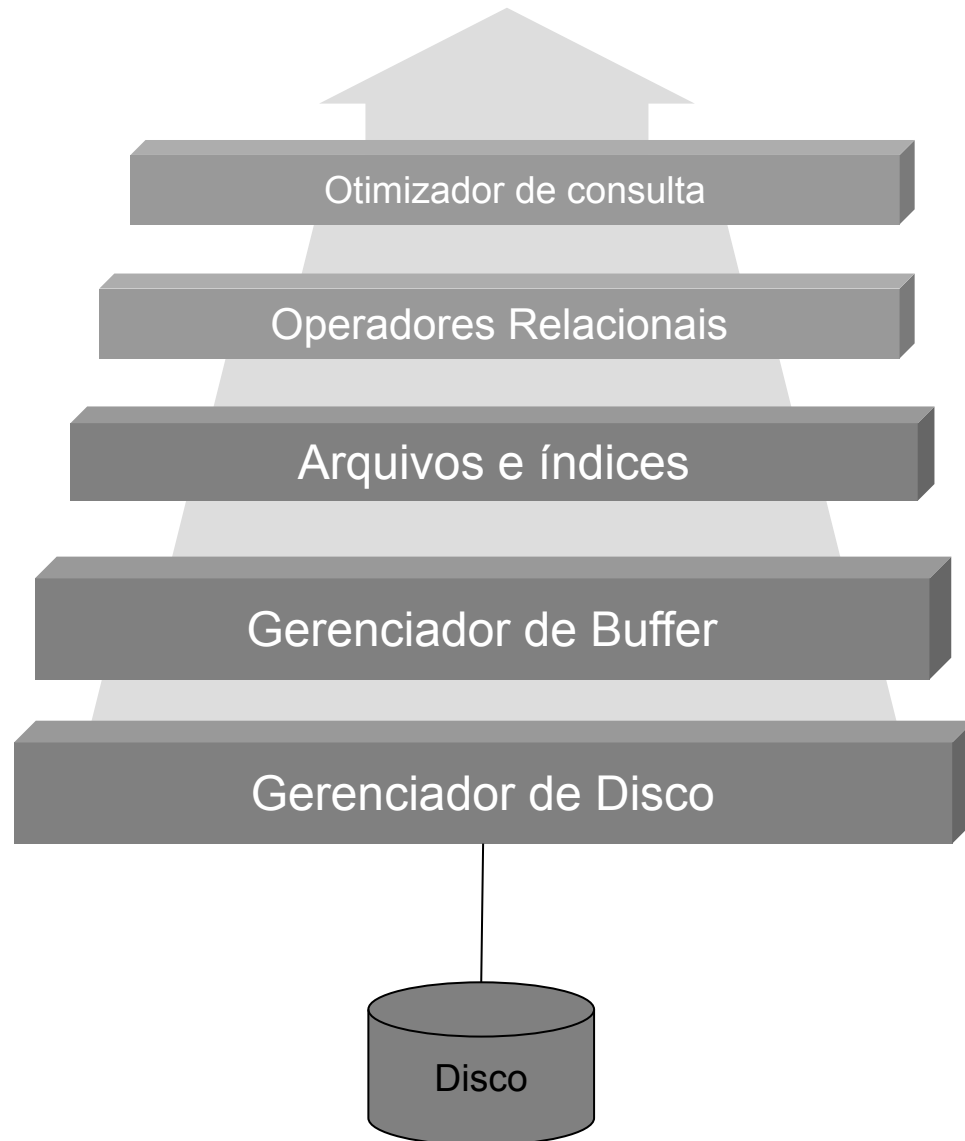 Otimizador de consulta
Operadores Relacionais
Arquivos e índices
Gerenciador de Buffer
Gerenciador de Disco
Disco